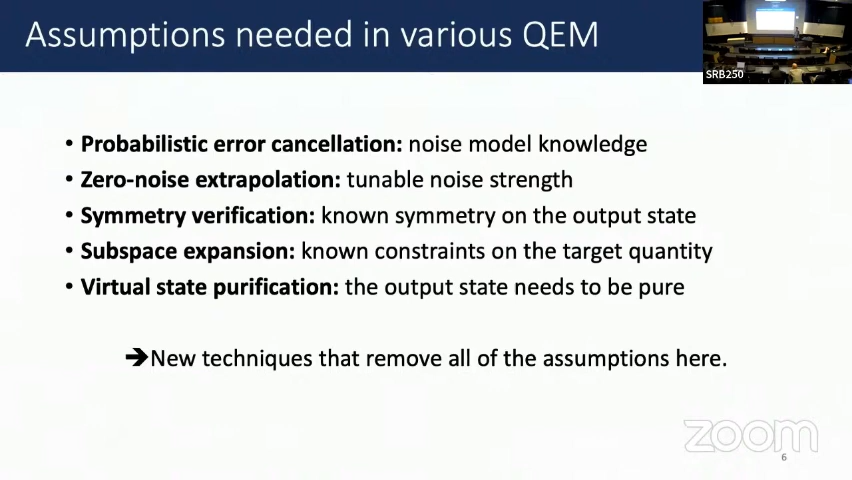 Assumptions needed in various QEM
SRB250
• Probabilistic error cancellation: noise model knowledge
• Zero-noise extrapolation: tunable noise strength
• Symmetry verification: known symmetry on the output state
• Subspace expansion: known constraints on the target quantity
• Virtual state purification: the output state needs to be pure
➔New techniques that remove all of the assumptions here.
zoom
6